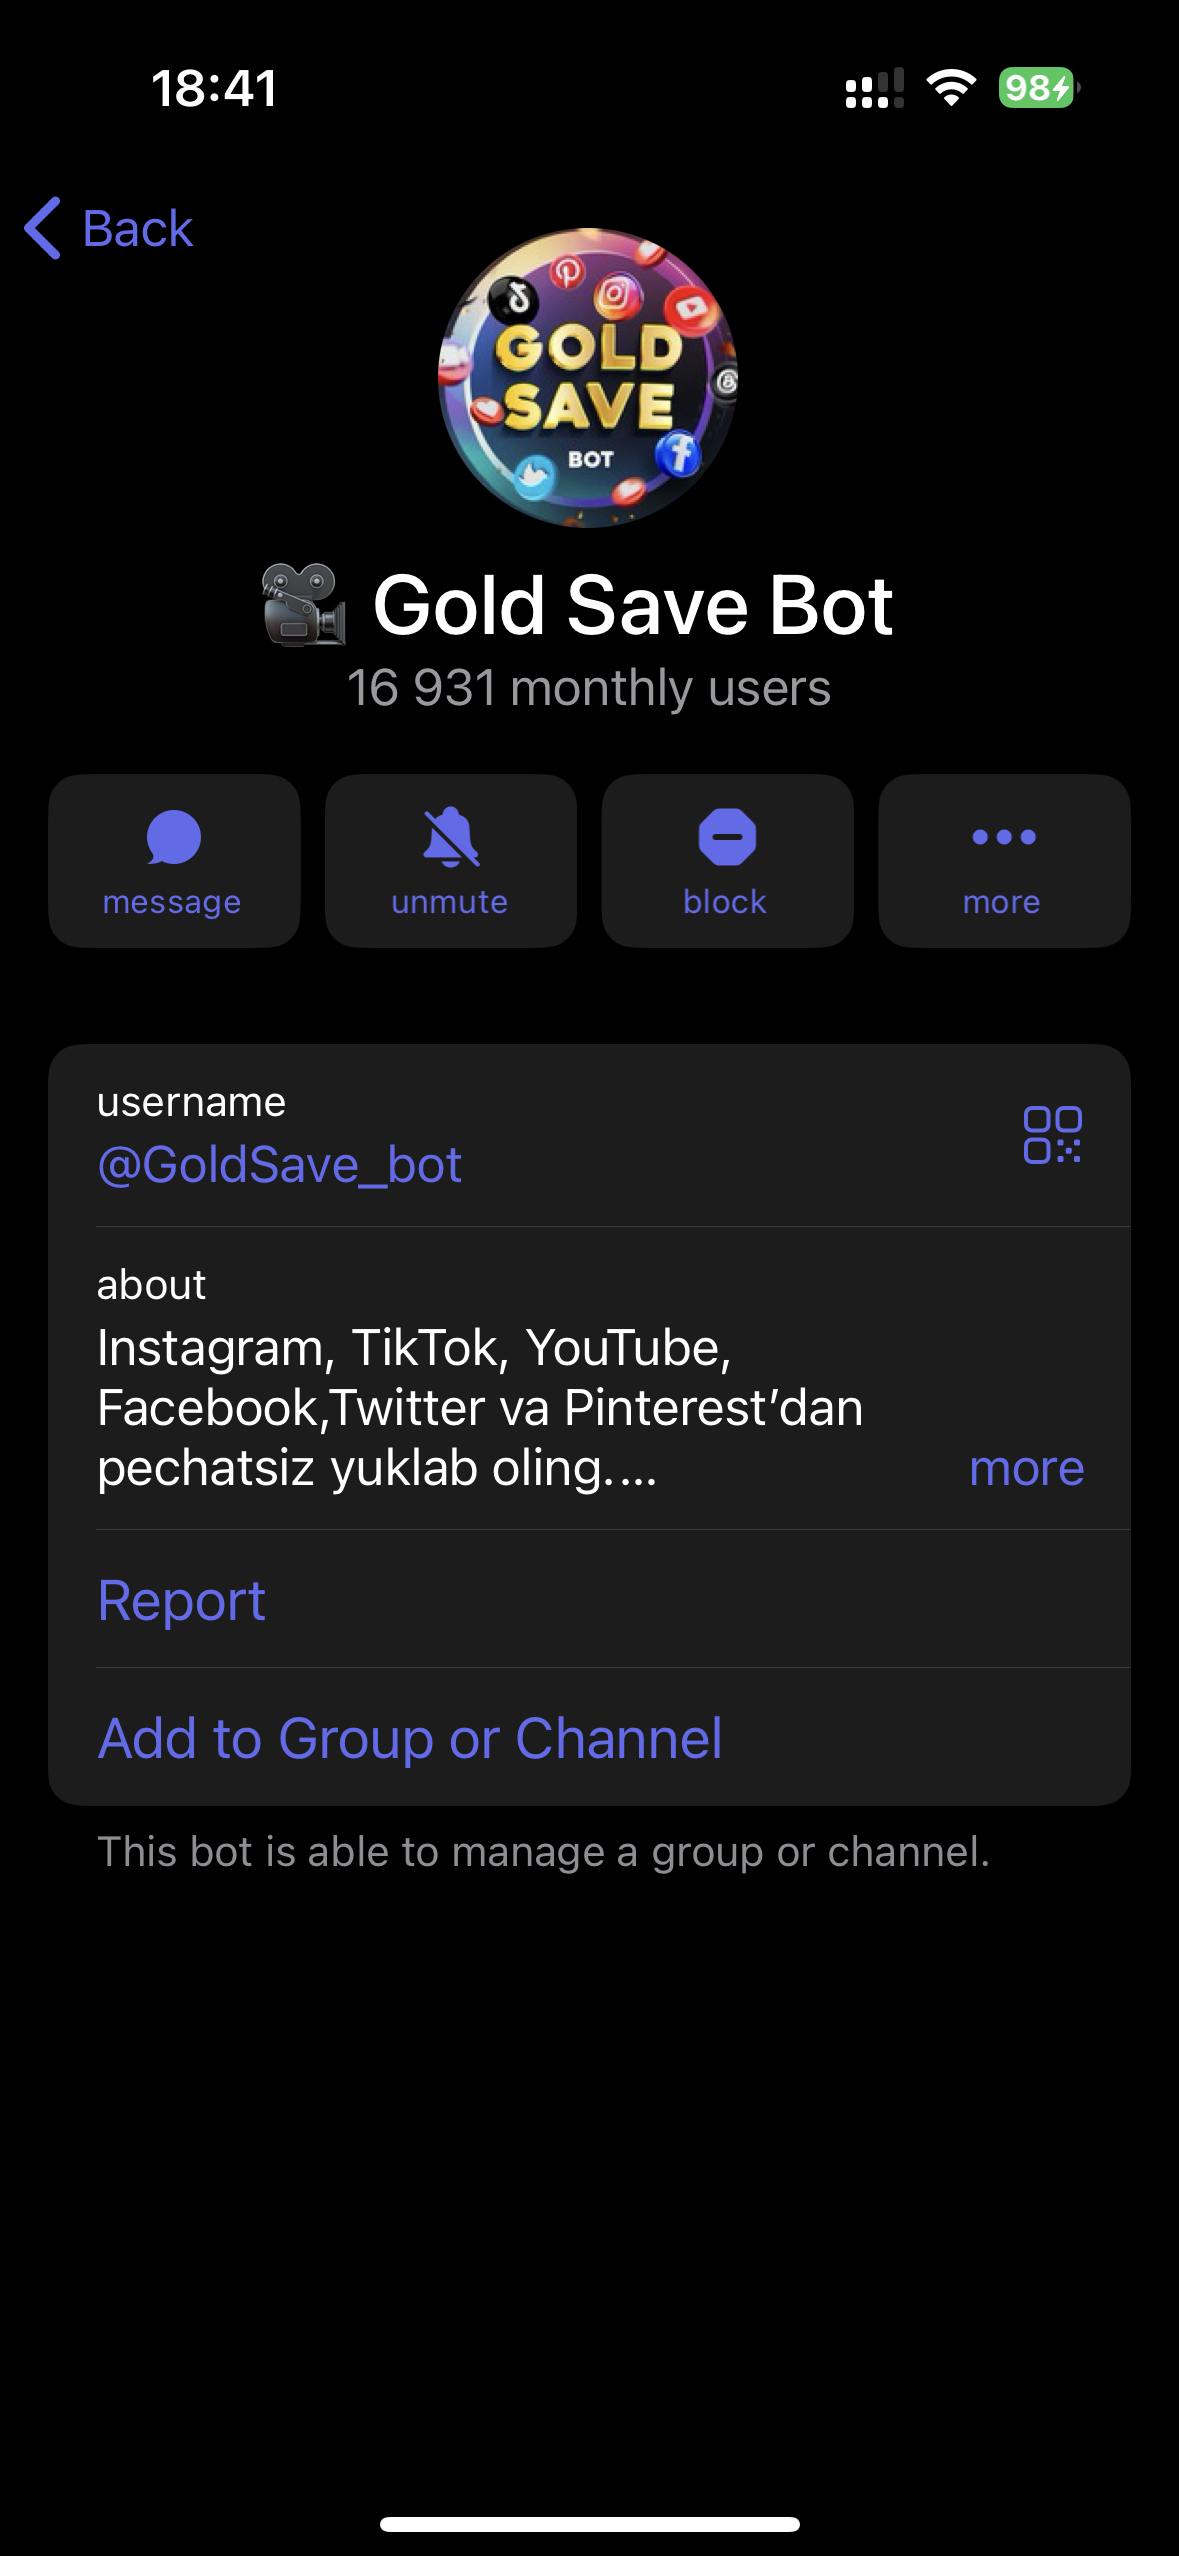 18:41
98
Back
GOLD
SAVE
BOT
Gold Save Bot
16 931 monthly users
message
unmute
block
more
username
@GoldSave_bot
about
Instagram, TikTok, YouTube,
Facebook,Twitter va Pinterest’dan
pechatsiz yuklab oling.... more
Report
Add to Group or Channel
This bot is able to manage a group or channel.